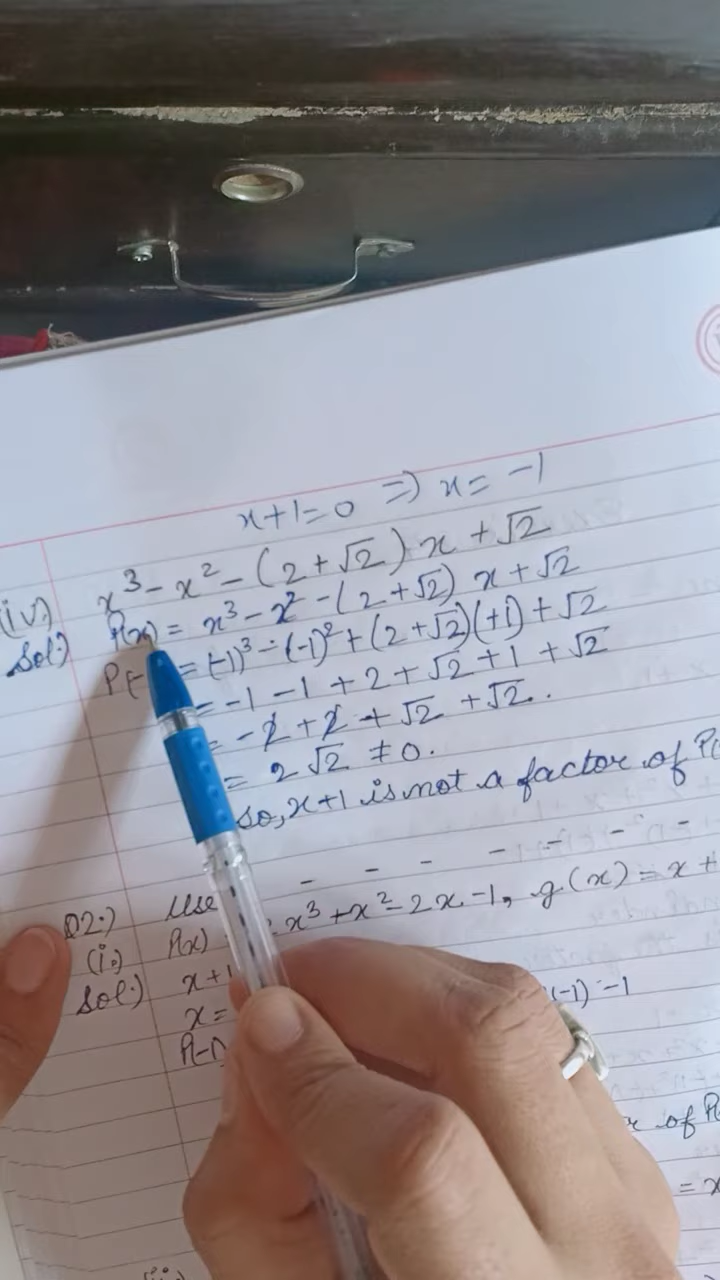 x+1=0 => x= -1
(iv) x³-x²-(2+√2)x+√2
Sol:) P(x)= x³-x²-(2+√2)x+√2
P(- =(-1)³-(-1)²+(2+√2)(+1)+√2
=-1-1+2+√2+1+√2
= -2+2+√2+√2.
= 2√2 ≠0.
so, x+1 is not a factor of P(
Q2.) Use - - - - - - -
(i.) P(x) 2x³+x²-2x-1, g(x)=x+
Sol:) x+1
x= (-1)-1
P(-1)
of P(
= x